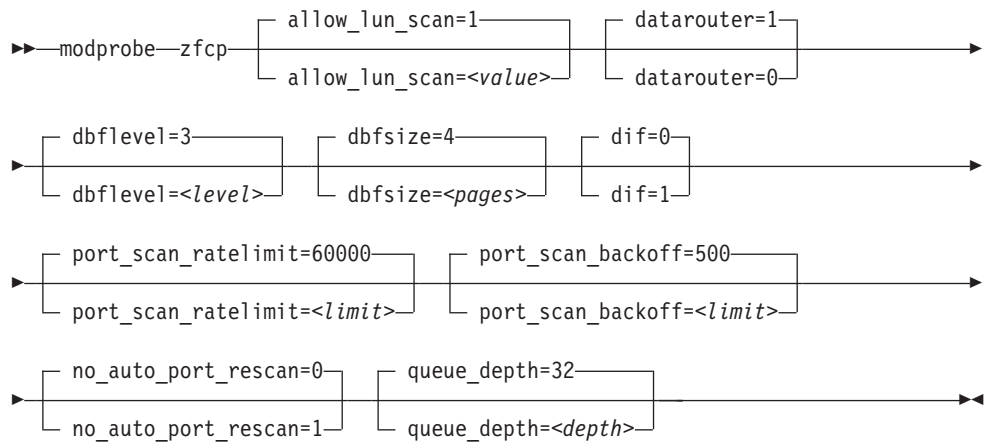 allow_lun_scan=1 datarouter=1
modprobe zfcp
allow_lun_scan=<value> datarouter=0
dbflevel=3 dbfsize=4 dif=0
dbflevel=<level> dbfsize=<pages> dif=1
port_scan_ratelimit=60000 port_scan_backoff=500
port_scan_ratelimit=<limit> port_scan_backoff=<limit>
no_auto_port_rescan=0 queue_depth=32
no_auto_port_rescan=1 queue_depth=<depth>